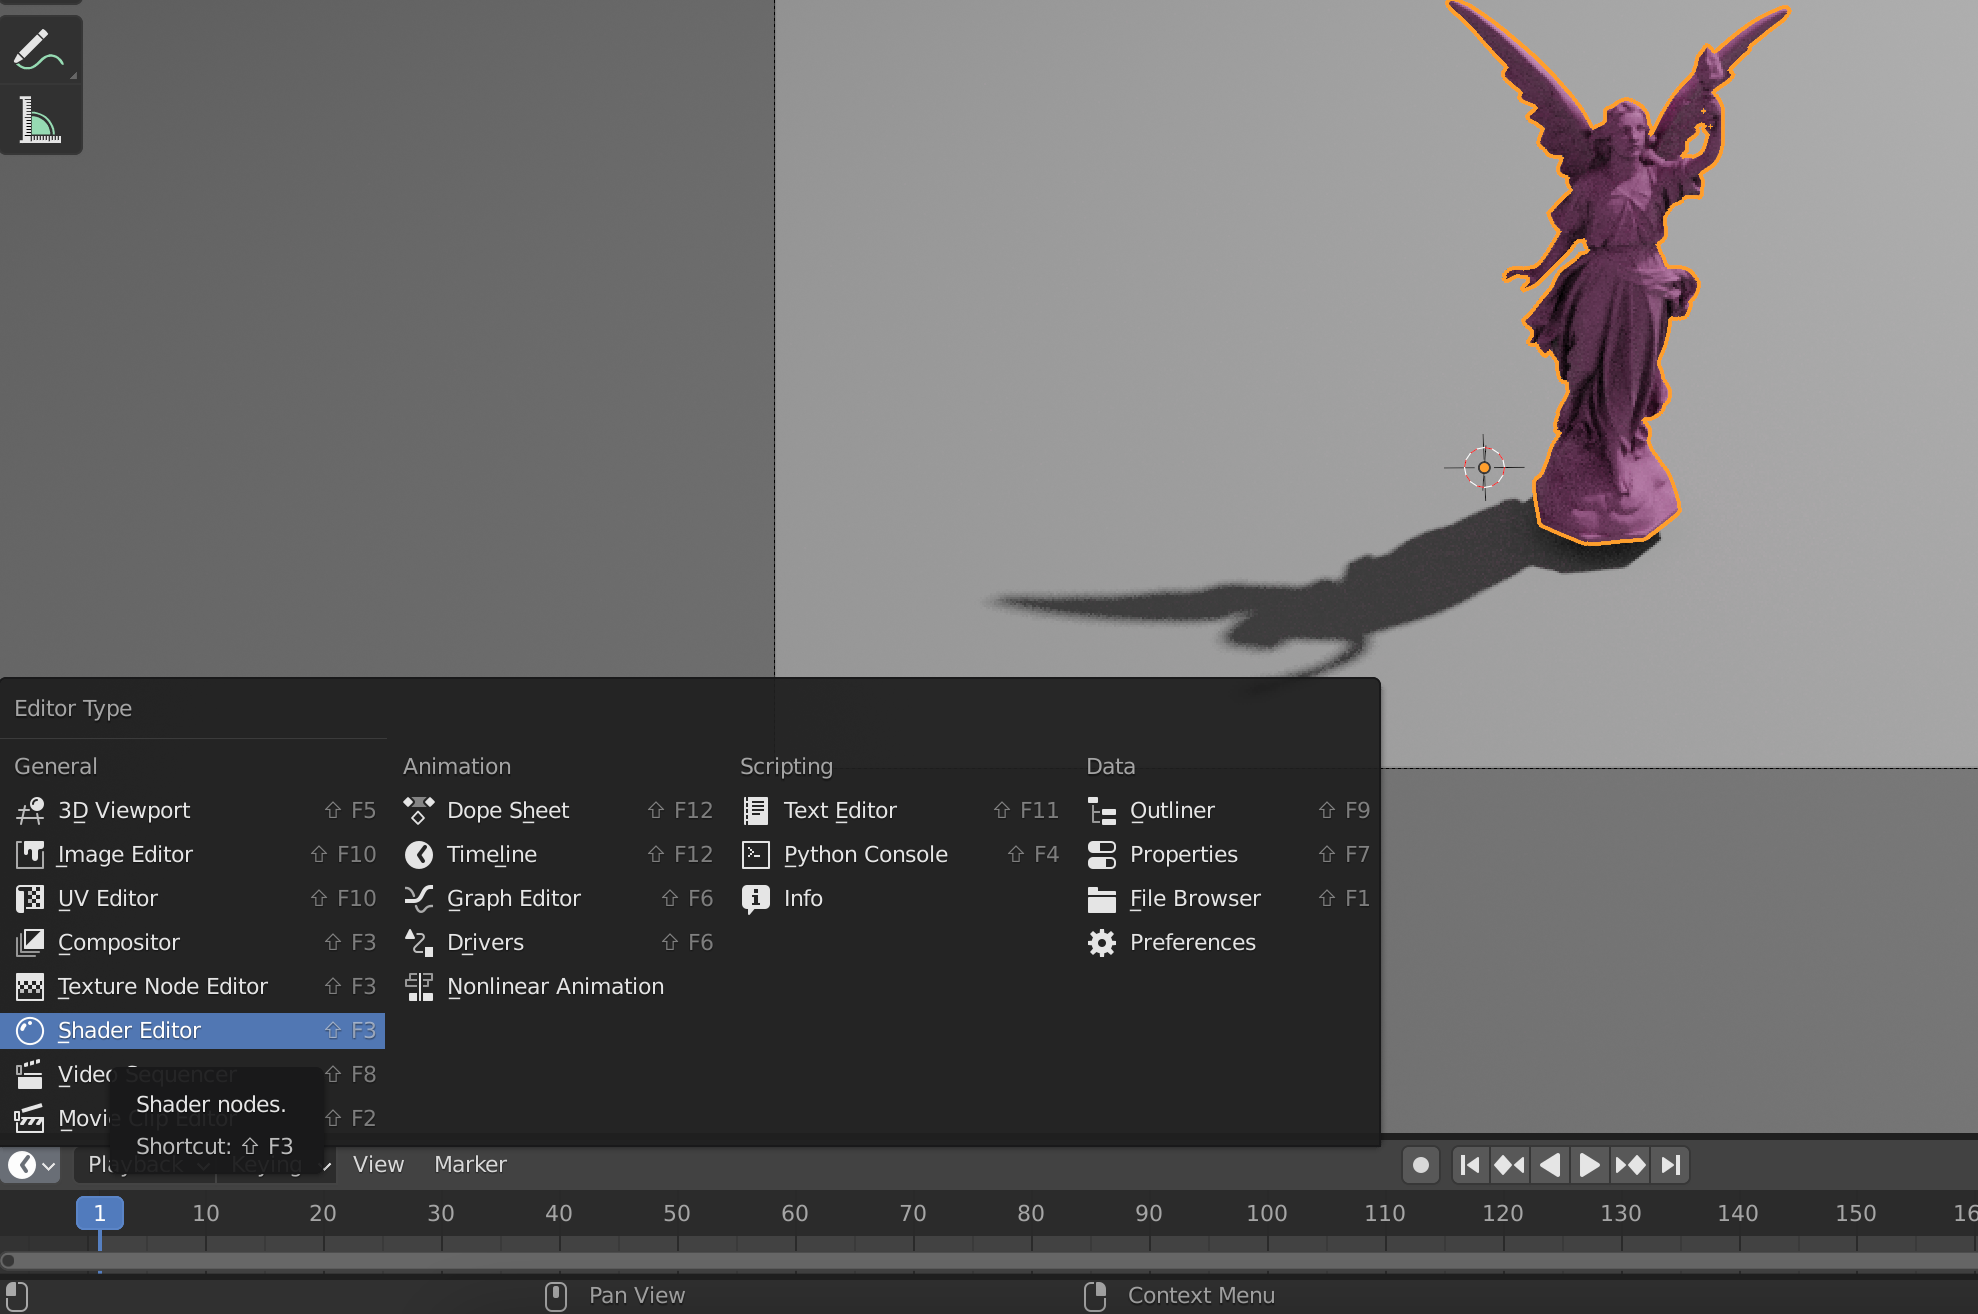 Editor Type
General
3D Viewport ⇧ F5
Image Editor ⇧ F10
UV Editor ⇧ F10
Compositor ⇧ F3
Texture Node Editor ⇧ F3
Shader Editor ⇧ F3
Video Sequencer ⇧ F8
Movie Clip Editor ⇧ F2
Animation
Dope Sheet ⇧ F12
Timeline ⇧ F12
Graph Editor ⇧ F6
Drivers ⇧ F6
Nonlinear Animation
Scripting
Text Editor ⇧ F11
Python Console ⇧ F4
Info
Data
Outliner ⇧ F9
Properties ⇧ F7
File Browser ⇧ F1
Preferences
Shader nodes.
Shortcut: ⇧ F3
Playback Keying View Marker
1 10 20 30 40 50 60 70 80 90 100 110 120 130 140 150
Pan View Context Menu